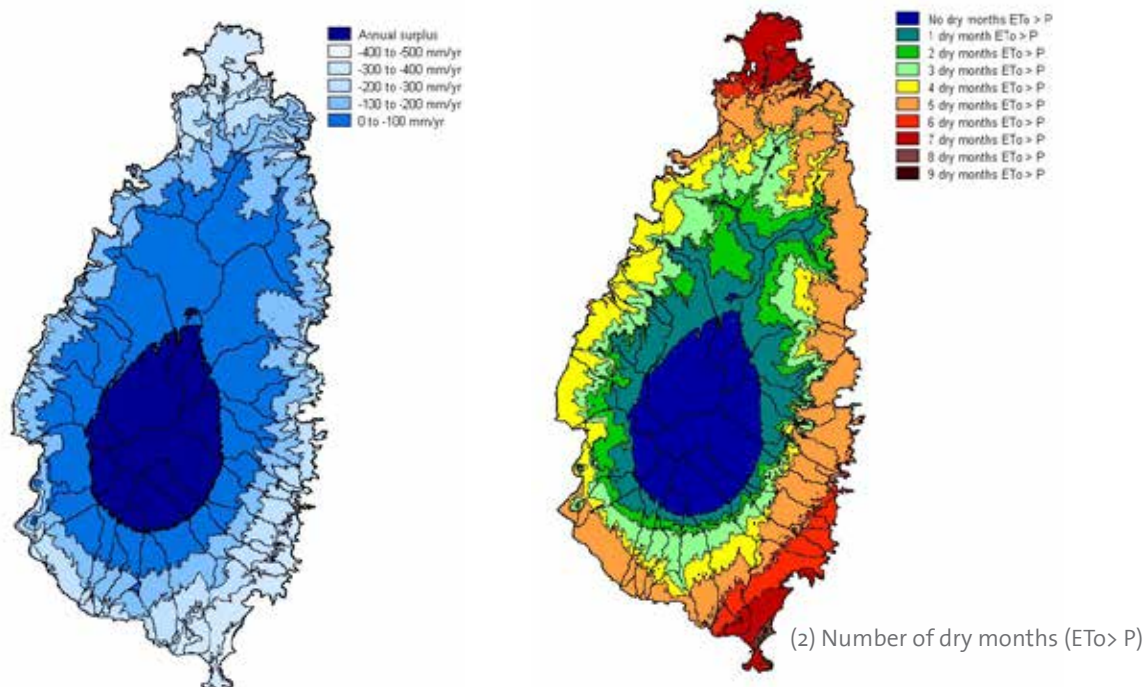 Annual surplus
-400 to -500 mm/yr
-300 to -400 mm/yr
-200 to -300 mm/yr
-100 to -200 mm/yr
0 to -100 mm/yr
No dry months ETo > P
1 dry month ETo > P
2 dry months ETo > P
3 dry months ETo > P
4 dry months ETo > P
5 dry months ETo > P
6 dry months ETo > P
7 dry months ETo > P
8 dry months ETo > P
9 dry months ETo > P
(2) Number of dry months (ETo> P)